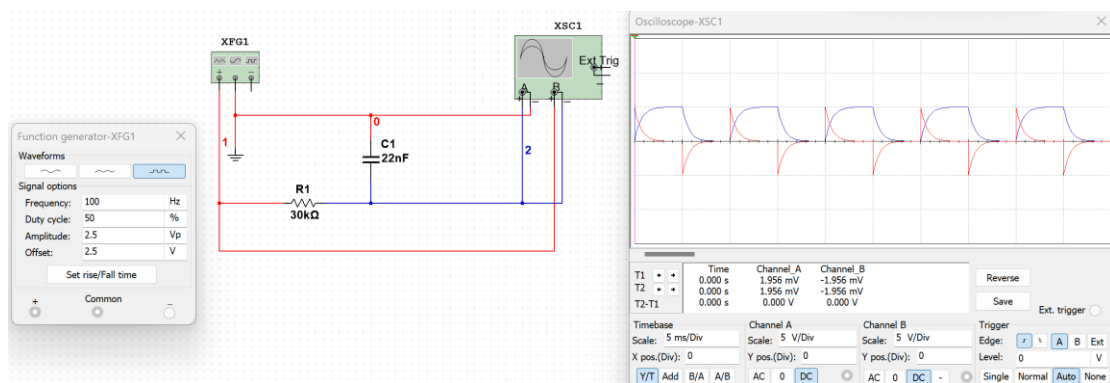 XFG1
XSC1
Ext Trig
A
B
0
1
C1
22nF
2
R1
30kΩ
Function generator-XFG1
Waveforms
Signal options
Frequency: 100 Hz
Duty cycle: 50 %
Amplitude: 2.5 Vp
Offset: 2.5 V
Set rise/Fall time
+ Common −
Oscilloscope-XSC1
Time Channel_A Channel_B
T1 0.000 s 1.956 mV -1.956 mV
T2 0.000 s 1.956 mV -1.956 mV
T2-T1 0.000 s 0.000 V 0.000 V
Reverse
Save
Ext. trigger
Timebase
Scale: 5 ms/Div
X pos.(Div): 0
Y/T Add B/A A/B
Channel A
Scale: 5 V/Div
Y pos.(Div): 0
AC 0 DC
Channel B
Scale: 5 V/Div
Y pos.(Div): 0
AC 0 DC -
Trigger
Edge: A B Ext
Level: 0 V
Single Normal Auto None